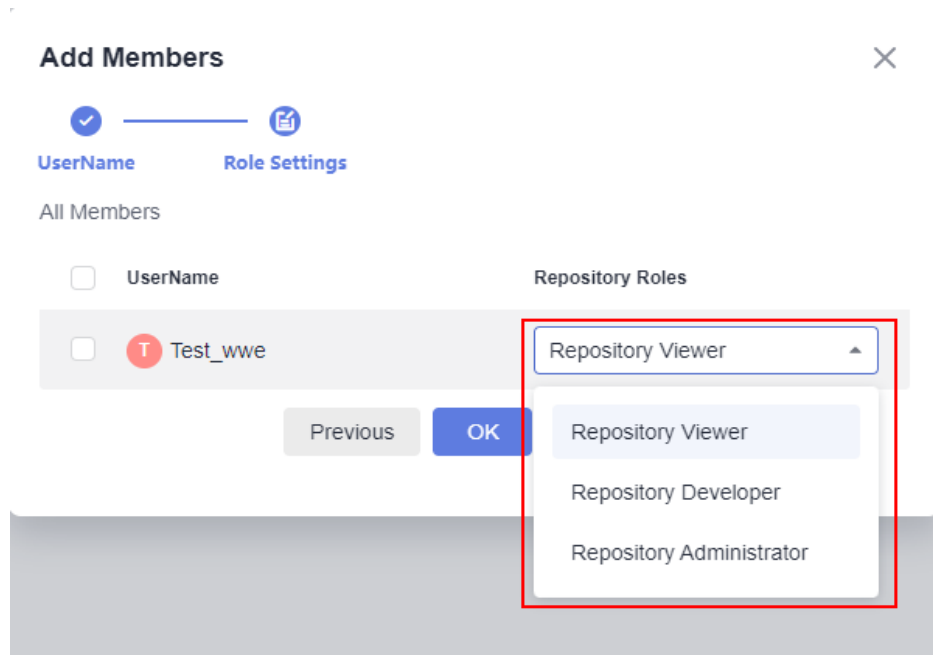 Add Members
UserName Role Settings
All Members
UserName Repository Roles
T Test_wwe Repository Viewer
Previous OK Repository Viewer
Repository Developer
Repository Administrator